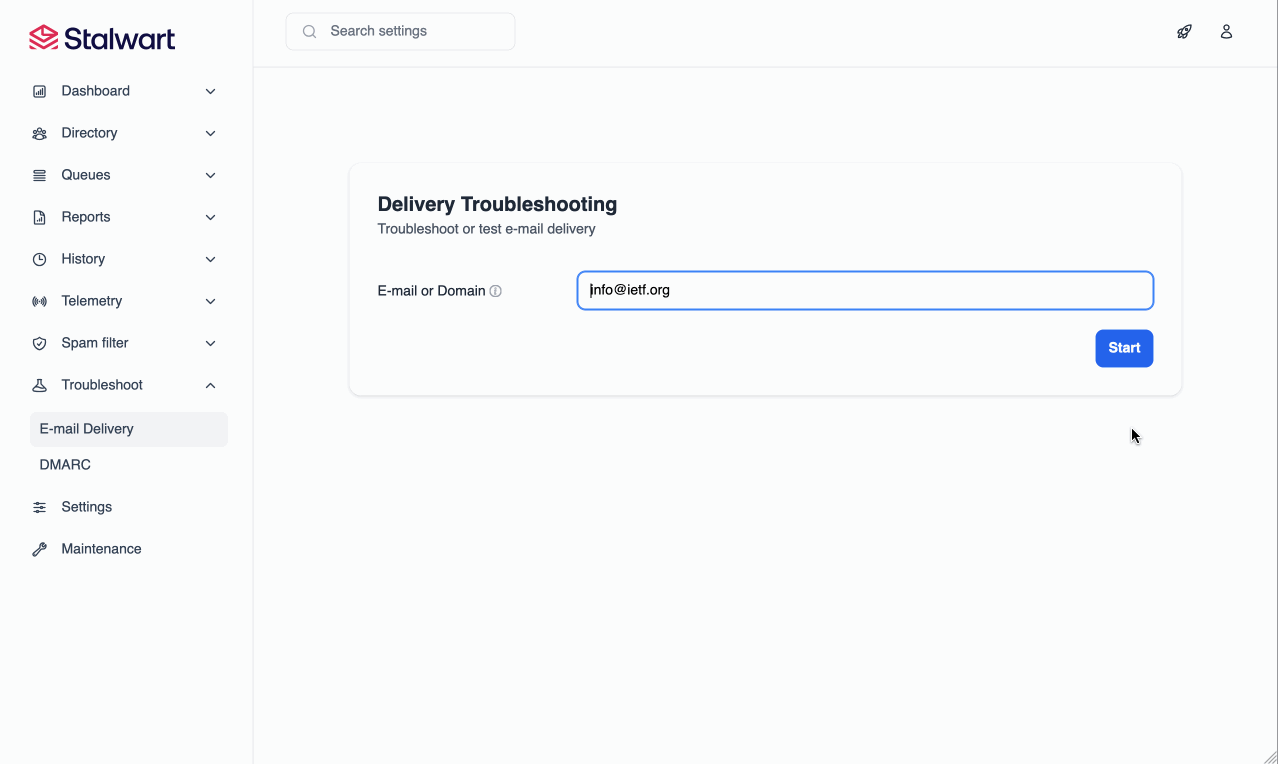 Stalwart
Search settings
Dashboard
Directory
Queues
Reports
History
Telemetry
Spam filter
Troubleshoot
E-mail Delivery
DMARC
Settings
Maintenance
Delivery Troubleshooting
Troubleshoot or test e-mail delivery
E-mail or Domain
info@ietf.org
Start